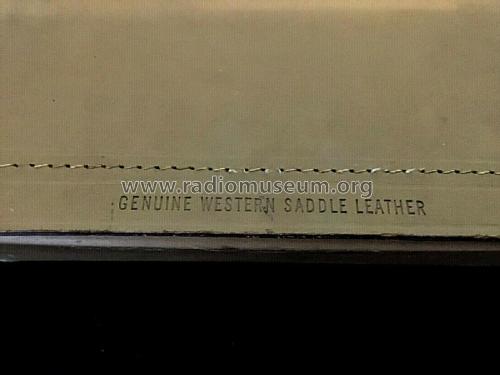 www.radiomuseum.org
GENUINE WESTERN SADDLE LEATHER